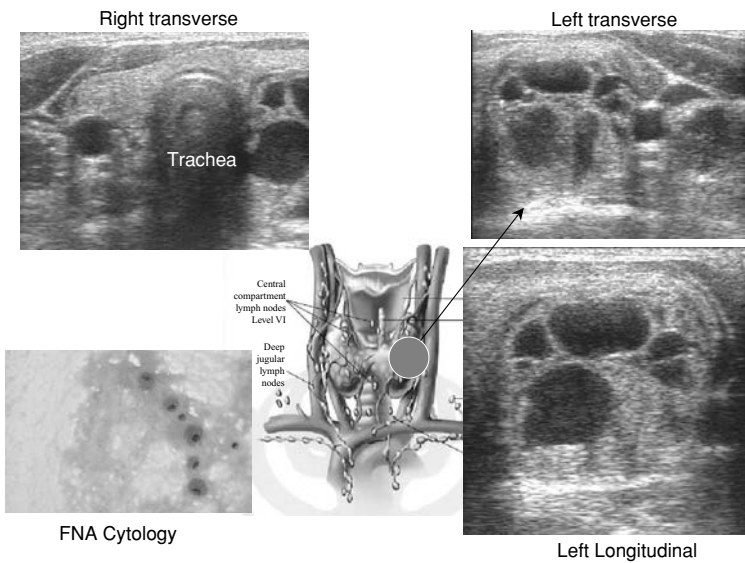 Right transverse
Left transverse
Trachea
Central
compartment
lymph nodes
Level VI
Deep
jugular
lymph
nodes
FNA Cytology
Left Longitudinal